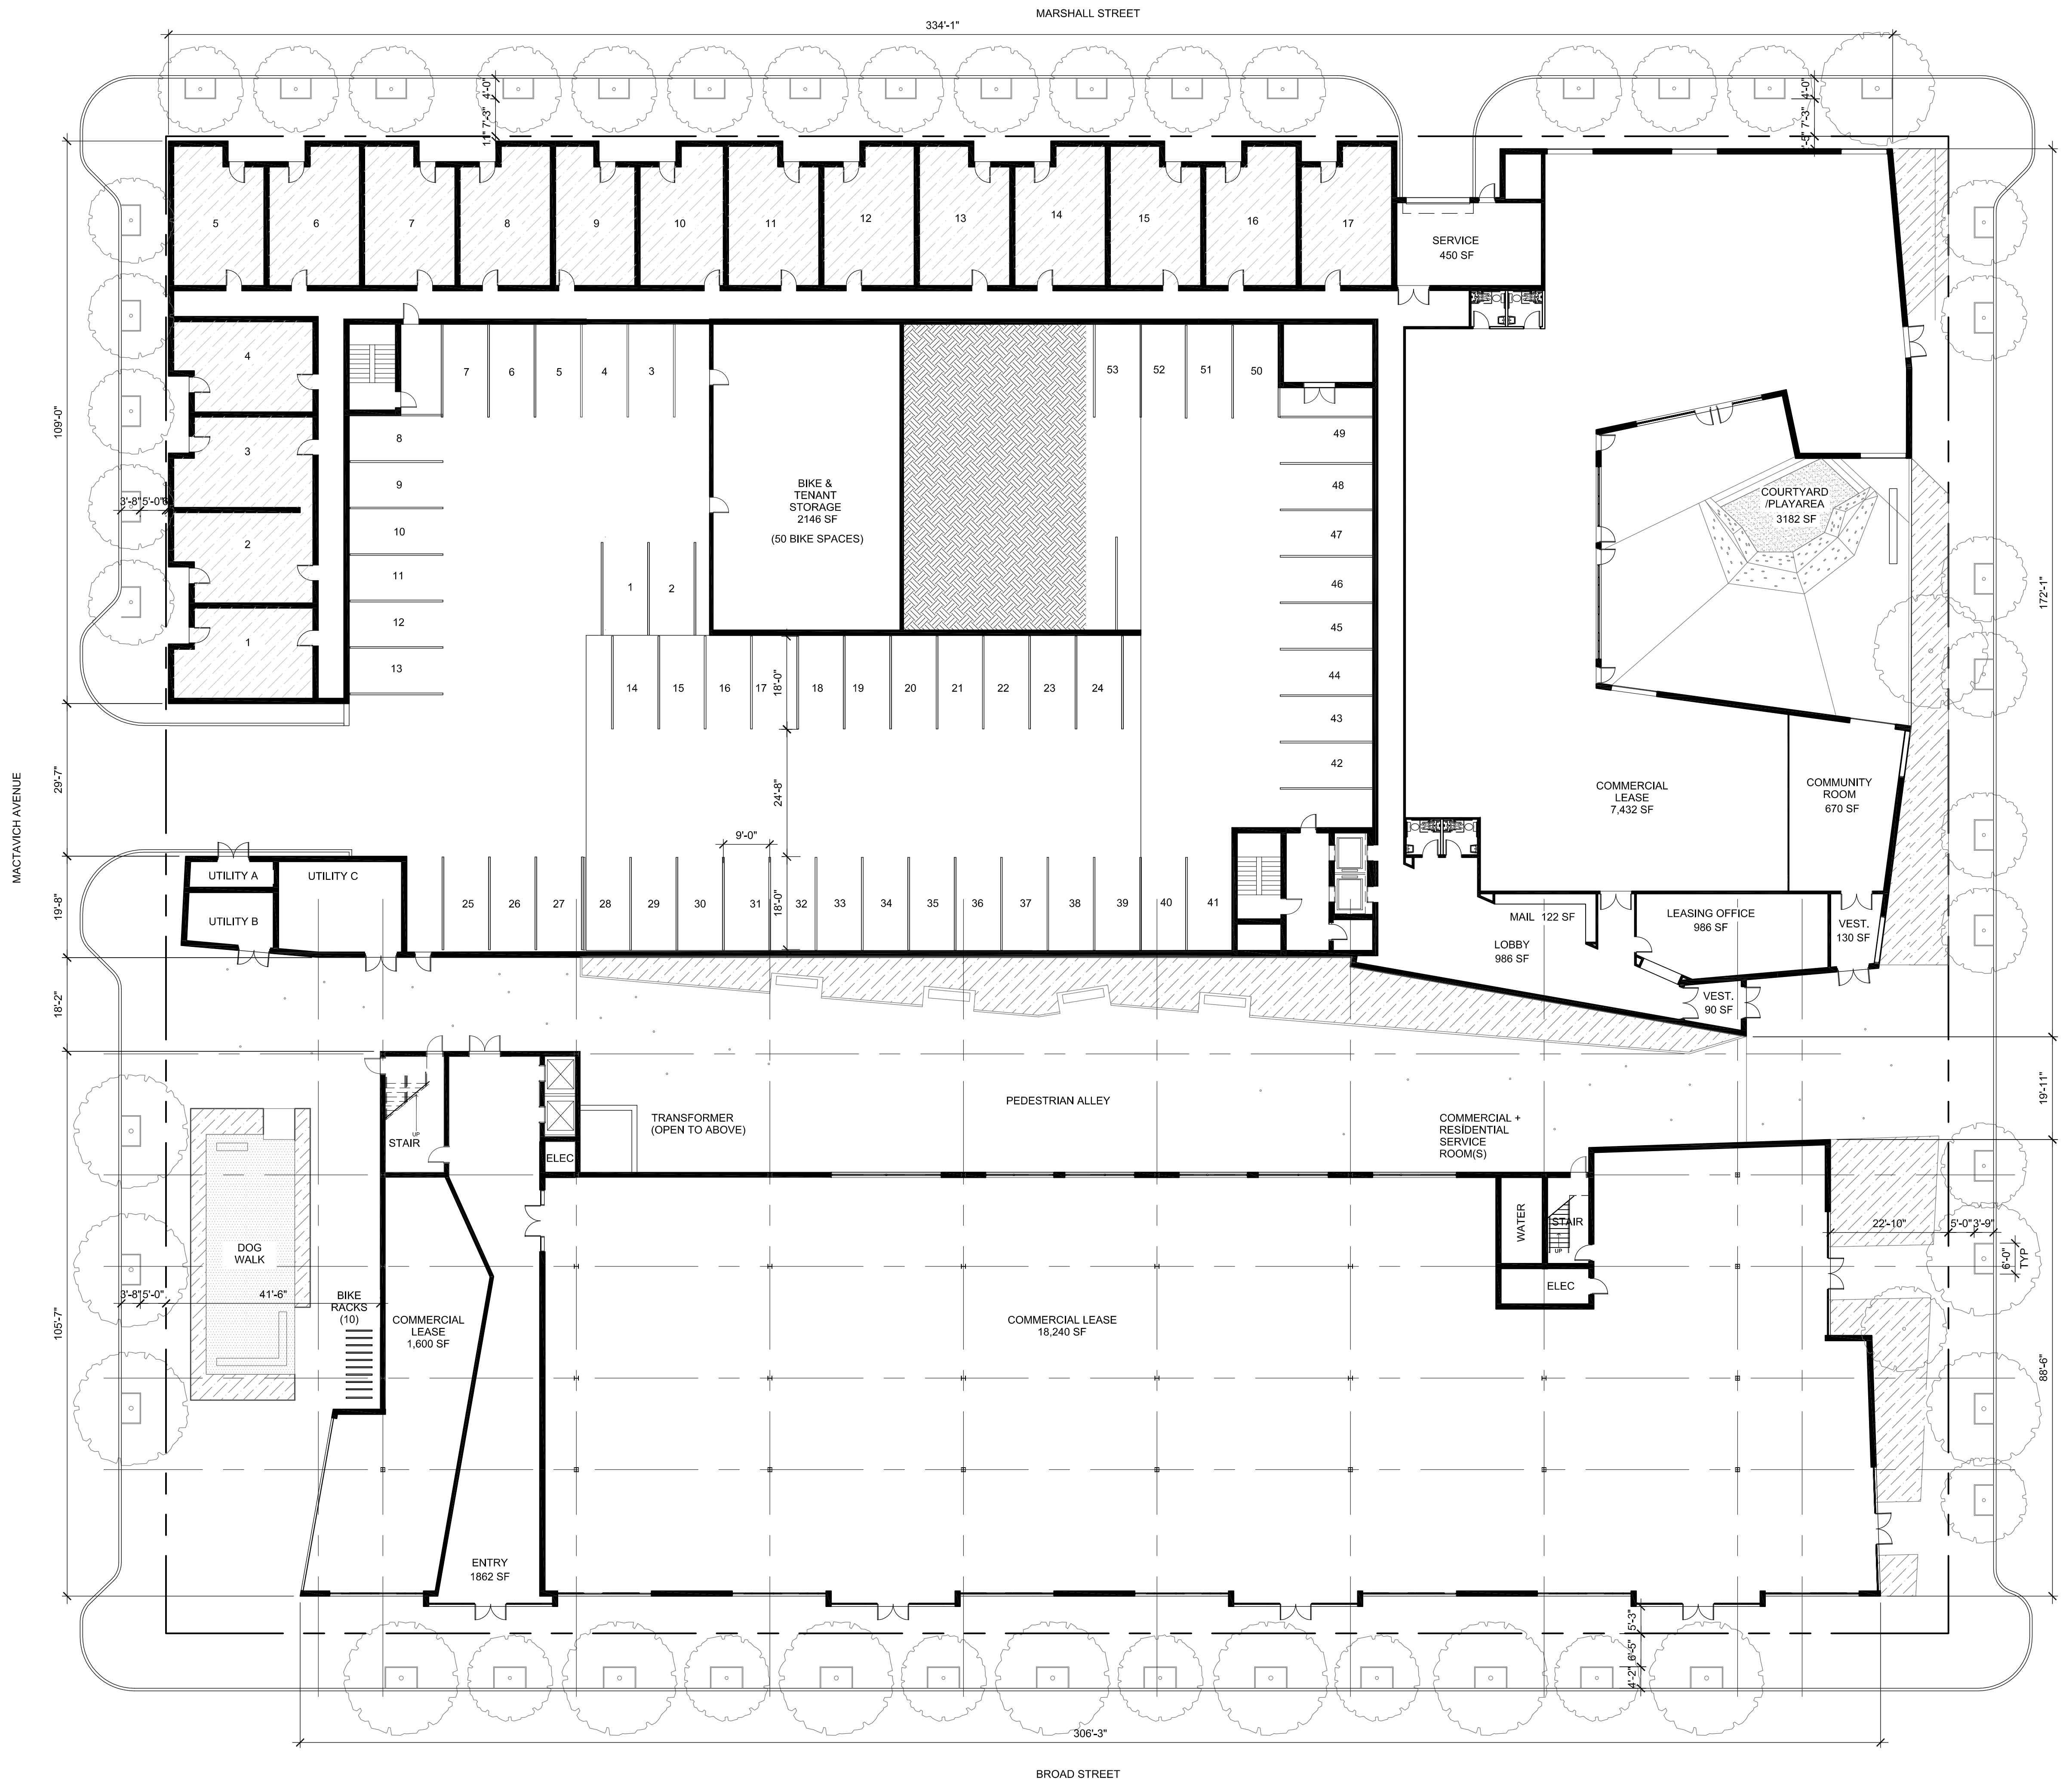 MARSHALL STREET
334'-1"
4'-0"
7'-3"
4'-0"
7'-3"
5
6
7
8
9
10
11
12
13
14
15
16
17
SERVICE
450 SF
4
3
2
1
109'-0"
3'-8"
5'-0"
7
6
5
4
3
53
52
51
50
8
9
10
11
12
13
49
48
47
46
45
44
43
42
BIKE &
TENANT
STORAGE
2146 SF
(50 BIKE SPACES)
1
2
COURTYARD
/PLAYAREA
3182 SF
172'-1"
14
15
16
17
18
19
20
21
22
23
24
18'-0"
24'-8"
9'-0"
18'-0"
MACTAVICH AVENUE
29'-7"
COMMERCIAL
LEASE
7,432 SF
COMMUNITY
ROOM
670 SF
19'-8"
UTILITY A
UTILITY B
UTILITY C
25
26
27
28
29
30
31
32
33
34
35
36
37
38
39
40
41
MAIL 122 SF
LOBBY
986 SF
LEASING OFFICE
986 SF
VEST.
130 SF
VEST.
90 SF
18'-2"
19'-11"
PEDESTRIAN ALLEY
TRANSFORMER
(OPEN TO ABOVE)
COMMERCIAL +
RESIDENTIAL
SERVICE
ROOM(S)
UP
STAIR
ELEC
WATER
STAIR
UP
ELEC
22'-10"
5'-0"
3'-9"
6'-0"
TYP
DOG
WALK
3'-8"
5'-0"
41'-6"
BIKE
RACKS
(10)
COMMERCIAL
LEASE
1,600 SF
COMMERCIAL LEASE
18,240 SF
105'-7"
88'-6"
ENTRY
1862 SF
5'-3"
6'-5"
4'-2"
306'-3"
BROAD STREET